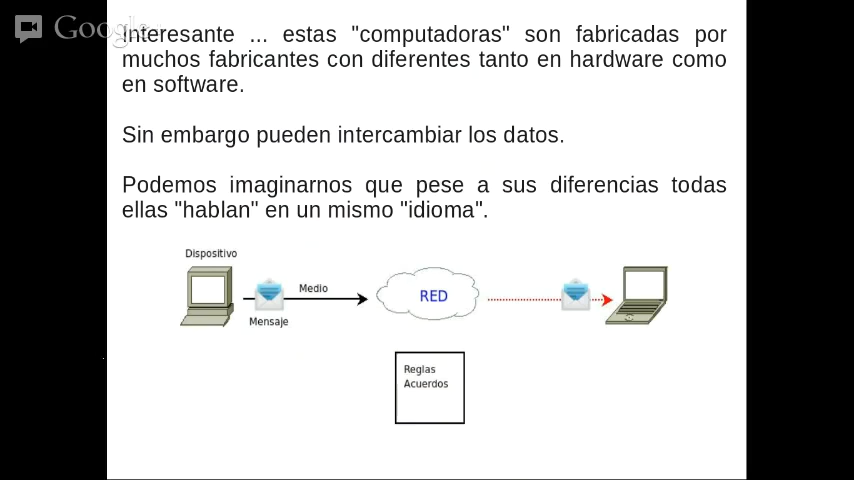 Google
Interesante ... estas "computadoras" son fabricadas por
muchos fabricantes con diferentes tanto en hardware como
en software.
Sin embargo pueden intercambiar los datos.
Podemos imaginarnos que pese a sus diferencias todas
ellas "hablan" en un mismo "idioma".
Dispositivo
Medio
RED
Mensaje
Reglas
Acuerdos